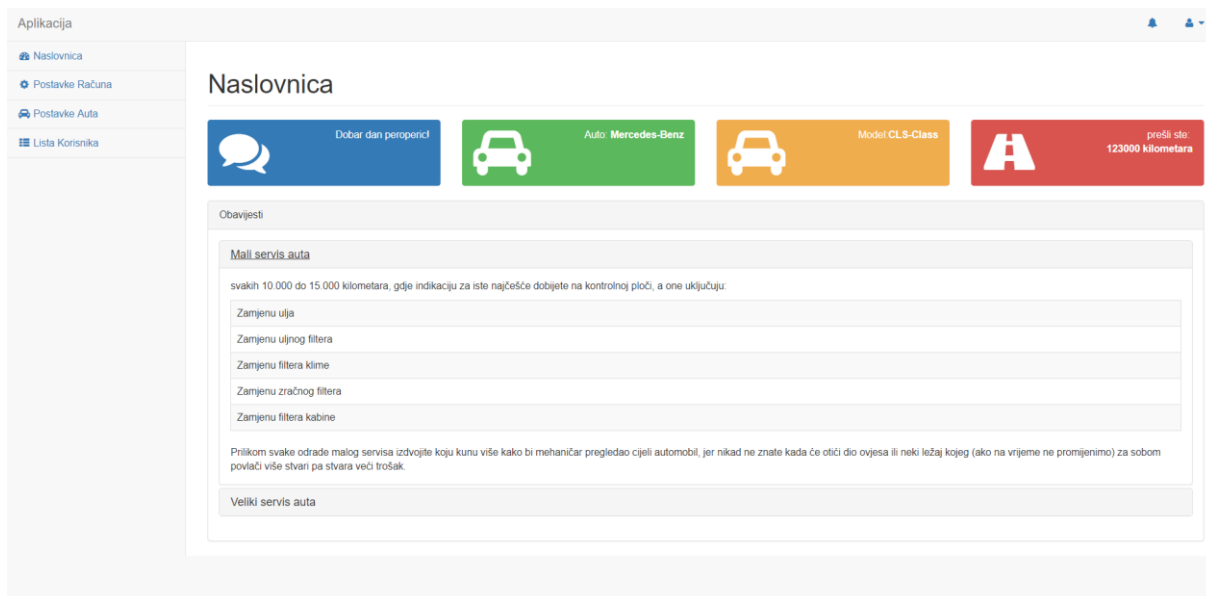 Aplikacija
Naslovnica
Postavke Računa
Postavke Auta
Lista Korisnika
Naslovnica
Dobar dan
Auto: Mercedes-Benz
Model:CLS-Class
prešli ste:
123000 kilometara
Obavijesti
Mali servis auta
svakih 10.000 do 15.000 kilometara, gdje indikaciju za iste najčešće dobijete na kontrolnoj ploči, a one uključuju:
Zamjenu ulja
Zamjenu uljnog filtera
Zamjenu filtera klime
Zamjenu zračnog filtera
Zamjenu filtera kabine
Prilikom svake odrade malog servisa izdvojite koju kunu više kako bi mehaničar pregledao cijeli automobil, jer nikad ne znate kada će otići dio ovjesa ili neki ležaj kojeg (ako na vrijeme ne promijenimo) za sobom
povlači više stvari pa stvara veći trošak.
Veliki servis auta